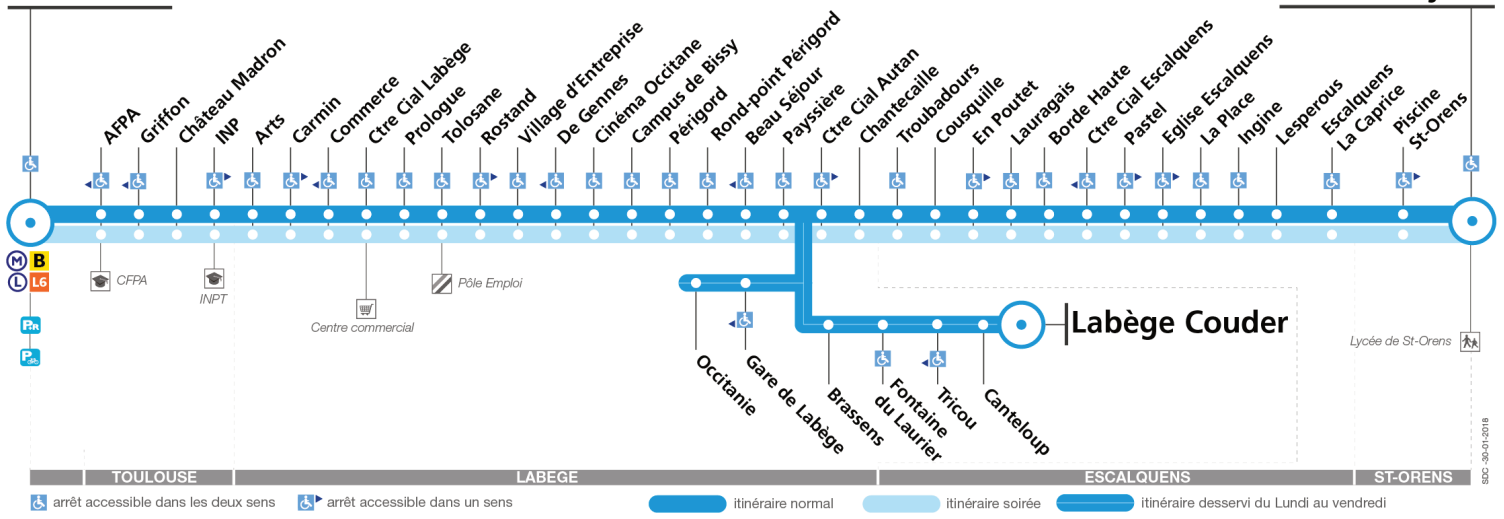 AFPA
Griffon
Château Madron
INP
Arts
Carmin
Commerce
Ctre Cial Labège
Prologue
Tolosane
Rostand
Village d'Entreprise
De Gennes
Cinéma Occitane
Campus de Bissy
Périgord
Rond-point Périgord
Beau Séjour
Payssière
Ctre Cial Autan
Chantecaille
Troubadours
Cousquille
En Poutet
Lauragais
Borde Haute
Ctre Cial Escalquens
Pastel
Eglise Escalquens
La Place
Ingine
Lesperous
Escalquens
La Caprice
Piscine
St-Orens
M B
L L6
P+R
P
CFPA
INPT
Centre commercial
Pôle Emploi
Occitanie
Gare de Labège
Brassens
Fontaine
du Laurier
Tricou
Canteloup
Labège Couder
Lycée de St-Orens
SDC -30-01-2018
TOULOUSE
LABEGE
ESCALQUENS
ST-ORENS
arrêt accessible dans les deux sens
arrêt accessible dans un sens
itinéraire normal
itinéraire soirée
itinéraire desservi du Lundi au vendredi